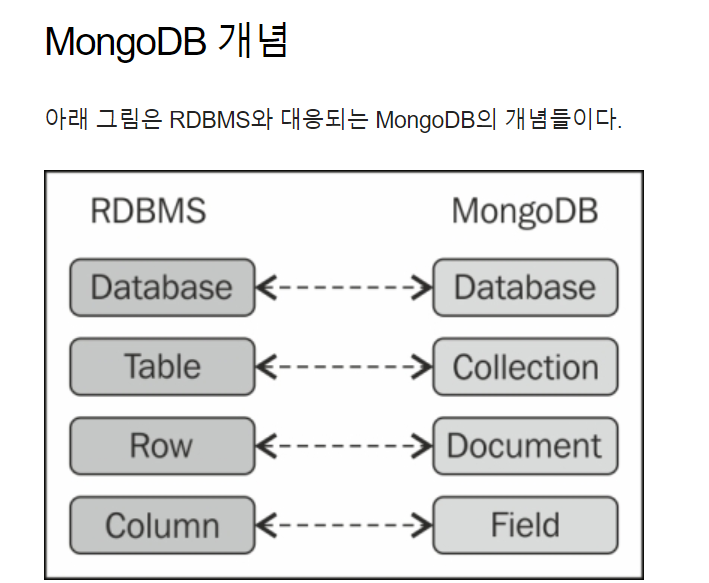 MongoDB 개념
아래 그림은 RDBMS와 대응되는 MongoDB의 개념들이다.
RDBMS MongoDB
Database Database
Table Collection
Row Document
Column Field